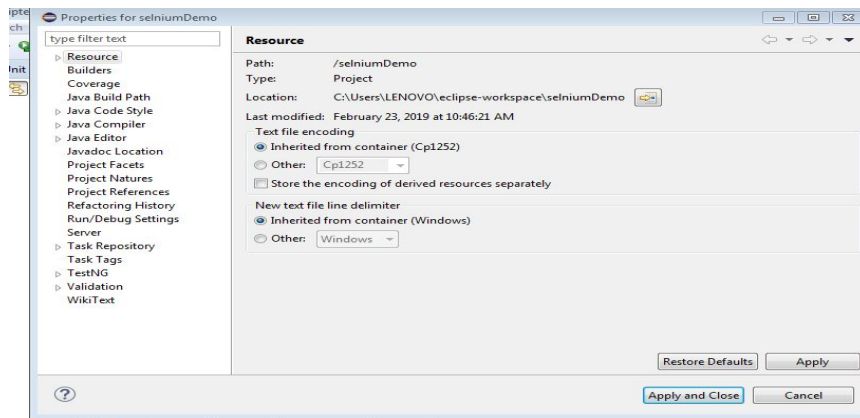 Properties for selniumDemo
type filter text
Resource
Builders
Coverage
Java Build Path
Java Code Style
Java Compiler
Java Editor
Javadoc Location
Project Facets
Project Natures
Project References
Refactoring History
Run/Debug Settings
Server
Task Repository
Task Tags
TestNG
Validation
WikiText
Resource
Path: /selniumDemo
Type: Project
Location: C:\Users\LENOVO\eclipse-workspace\selniumDemo
Last modified: February 23, 2019 at 10:46:21 AM
Text file encoding
Inherited from container (Cp1252)
Other: Cp1252
Store the encoding of derived resources separately
New text file line delimiter
Inherited from container (Windows)
Other: Windows
Restore Defaults Apply
Apply and Close Cancel